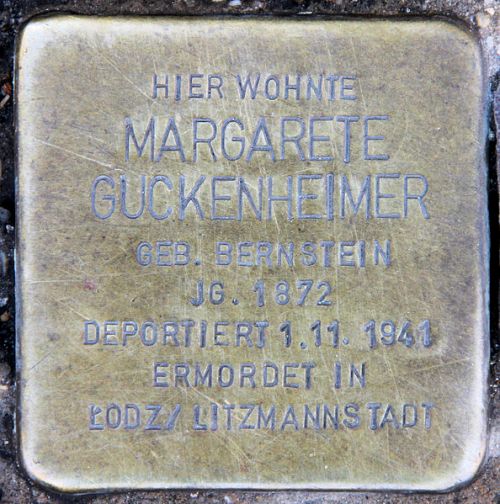 HIER WOHNTE
MARGARETE
GUCKENHEIMER
GEB. BERNSTEIN
JG. 1872
DEPORTIERT 1.11. 1941
ERMORDET IN
ŁODZ/ LITZMANNSTADT